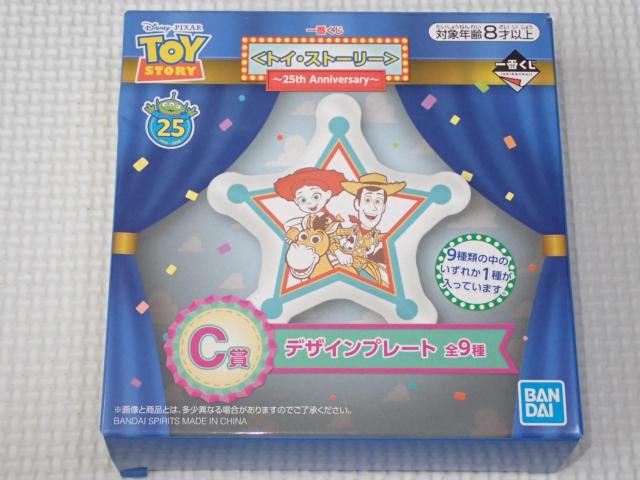 Disney PIXAR
TOY
STORY
一番くじ
<トイ・ストーリー>
～25th Anniversary～
たいしょうねんれい さいいじょう
対象年齢8才以上
一番くじ
ichibankuji
25
9種類の中の
いずれか1種が
入っています。
C賞
デザインプレート 全9種
※画像と商品とは、多少異なる場合がありますのでご了承ください。
BANDAI SPIRITS MADE IN CHINA
BAN
DAI